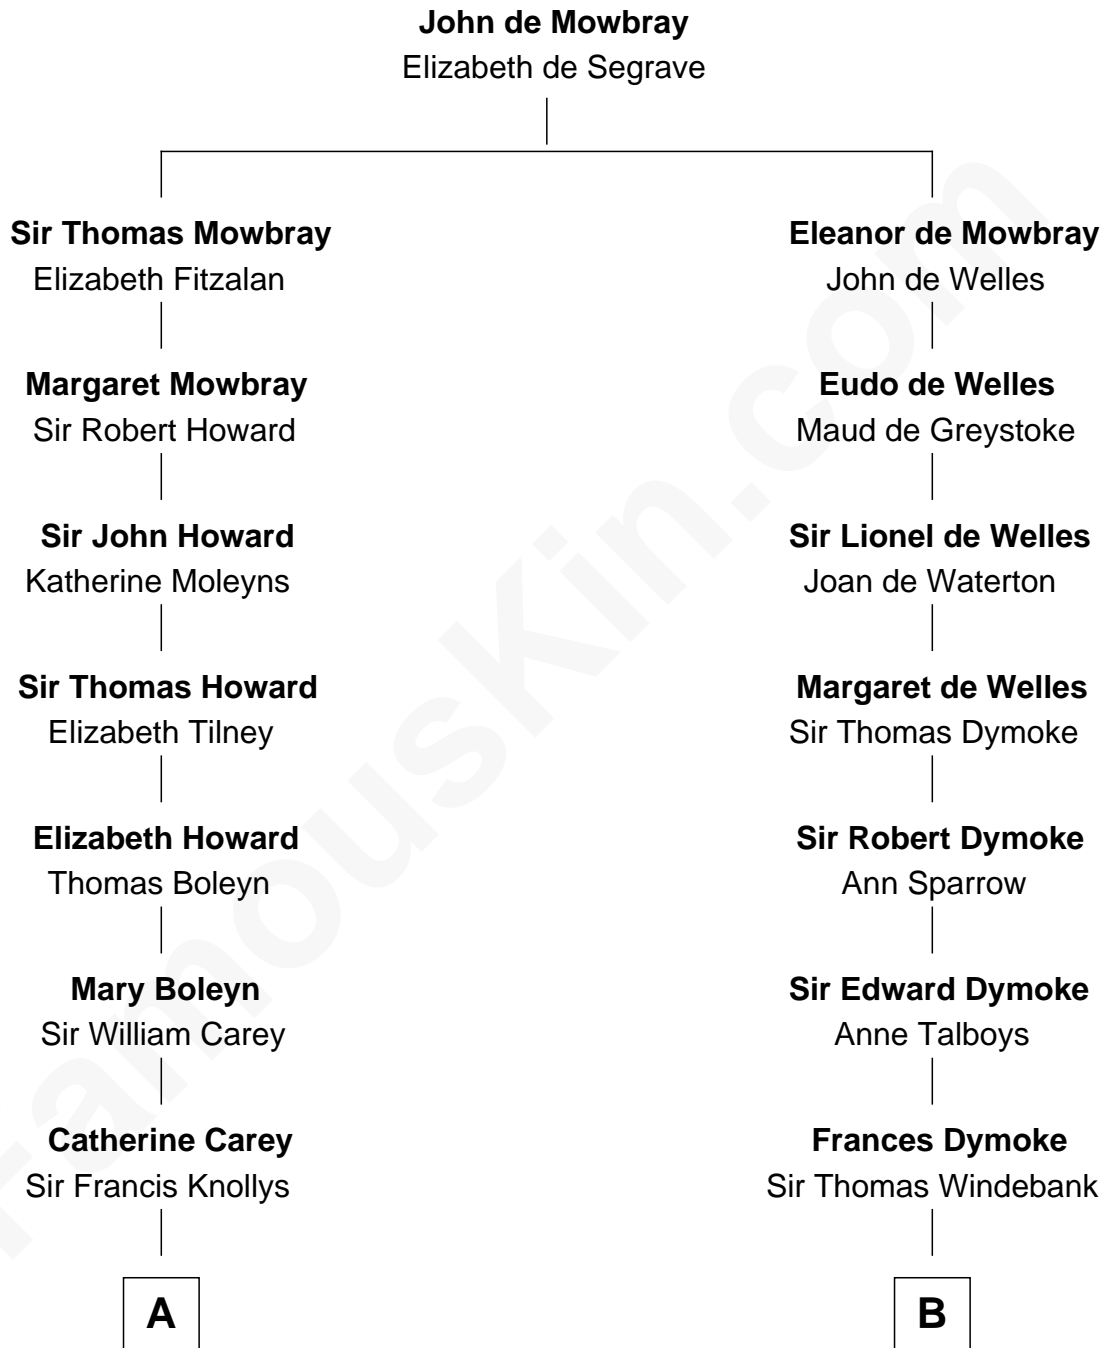 John de Mowbray
Elizabeth de Segrave
Sir Thomas Mowbray
Elizabeth Fitzalan
Margaret Mowbray
Sir Robert Howard
Sir John Howard
Katherine Moleyns
Sir Thomas Howard
Elizabeth Tilney
Elizabeth Howard
Thomas Boleyn
Mary Boleyn
Sir William Carey
Catherine Carey
Sir Francis Knollys
A
Eleanor de Mowbray
John de Welles
Eudo de Welles
Maud de Greystoke
Sir Lionel de Welles
Joan de Waterton
Margaret de Welles
Sir Thomas Dymoke
Sir Robert Dymoke
Ann Sparrow
Sir Edward Dymoke
Anne Talboys
Frances Dymoke
Sir Thomas Windebank
B
FamousKin.com